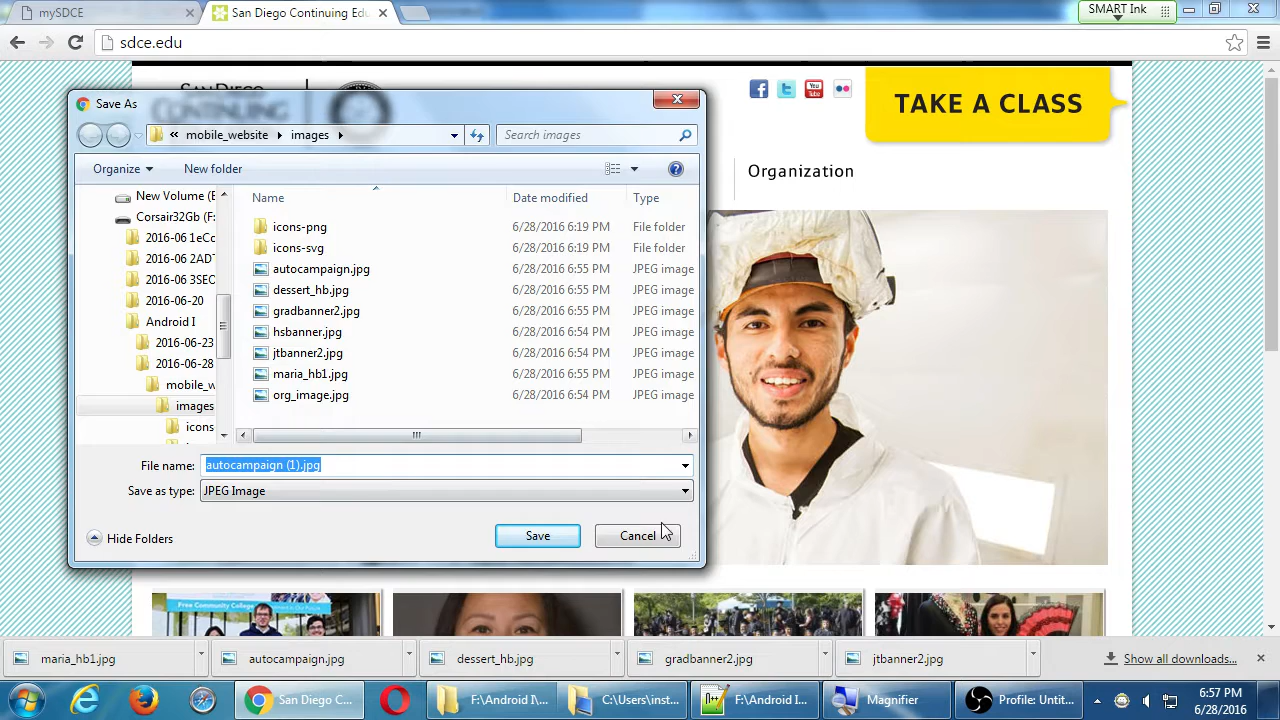 mySDCE
San Diego Continuing Edu
SMART Ink
sdce.edu
TAKE A CLASS
Organization
Save As
mobile_website
images
Search images
Organize
New folder
New Volume (E
Corsair32Gb (F:
2016-06 1eCo
2016-06 2AD
2016-06 3SEC
2016-06-20
Android I
2016-06-23
2016-06-28
mobile_w
images
icons
Name
Date modified
Type
icons-png 6/28/2016 6:19 PM File folder
icons-svg 6/28/2016 6:19 PM File folder
autocampaign.jpg 6/28/2016 6:55 PM JPEG image
dessert_hb.jpg 6/28/2016 6:55 PM JPEG image
gradbanner2.jpg 6/28/2016 6:55 PM JPEG image
hsbanner.jpg 6/28/2016 6:54 PM JPEG image
jtbanner2.jpg 6/28/2016 6:54 PM JPEG image
maria_hb1.jpg 6/28/2016 6:55 PM JPEG image
org_image.jpg 6/28/2016 6:54 PM JPEG image
File name: autocampaign (1).jpg
Save as type: JPEG Image
Hide Folders
Save
Cancel
Free Community College
maria_hb1.jpg
autocampaign.jpg
dessert_hb.jpg
gradbanner2.jpg
jtbanner2.jpg
Show all downloads...
San Diego C...
F:\Android I\...
C:\Users\inst...
F:\Android I...
Magnifier
Profile: Untit...
6:57 PM
6/28/2016